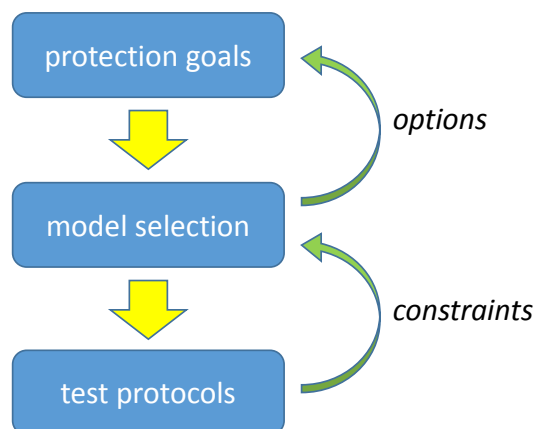 protection goals
options
model selection
constraints
test protocols